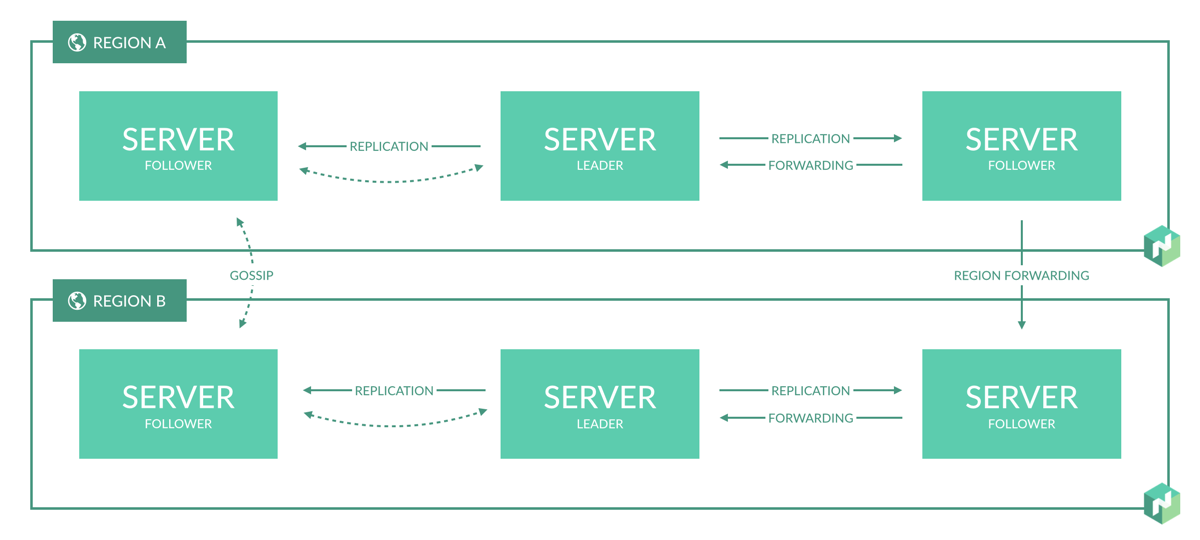 REGION A
SERVER
FOLLOWER
REPLICATION
SERVER
LEADER
REPLICATION
FORWARDING
SERVER
FOLLOWER
GOSSIP
REGION FORWARDING
REGION B
SERVER
FOLLOWER
REPLICATION
SERVER
LEADER
REPLICATION
FORWARDING
SERVER
FOLLOWER